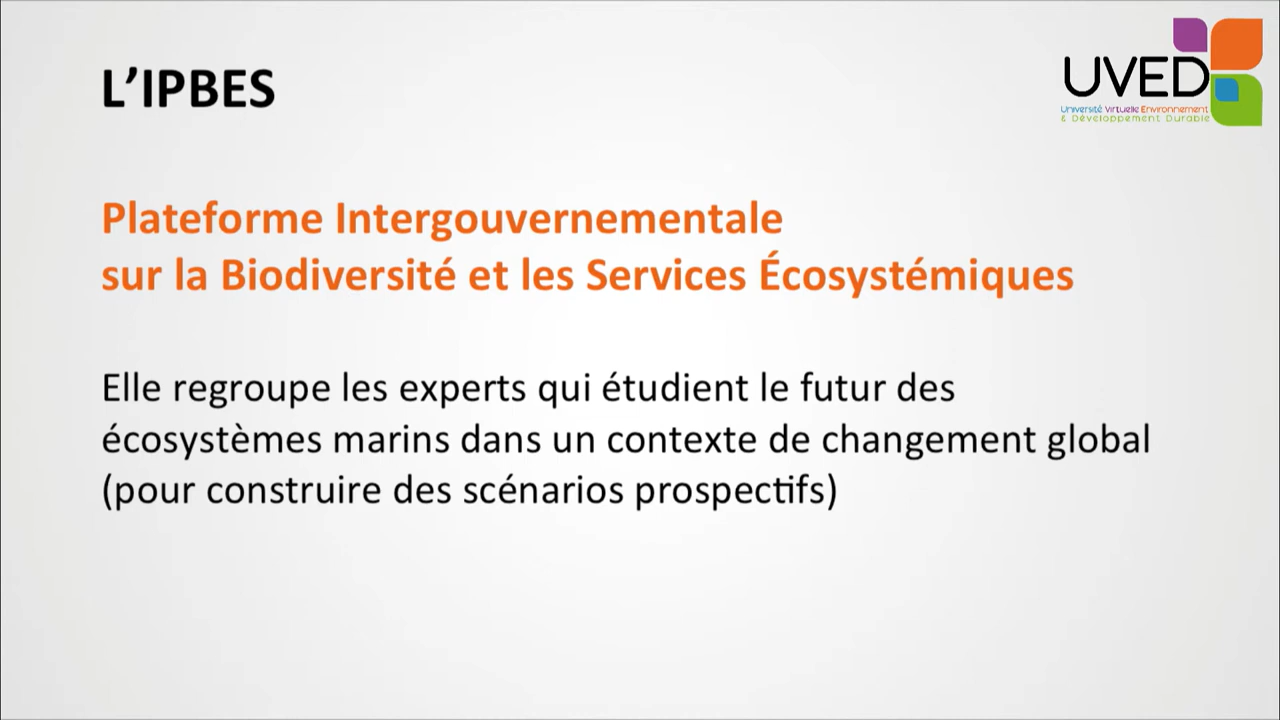 L’IPBES
UVED
Université Virtuelle Environnement
& Développement Durable
Plateforme Intergouvernementale
sur la Biodiversité et les Services Écosystémiques
Elle regroupe les experts qui étudient le futur des
écosystèmes marins dans un contexte de changement global
(pour construire des scénarios prospectifs)